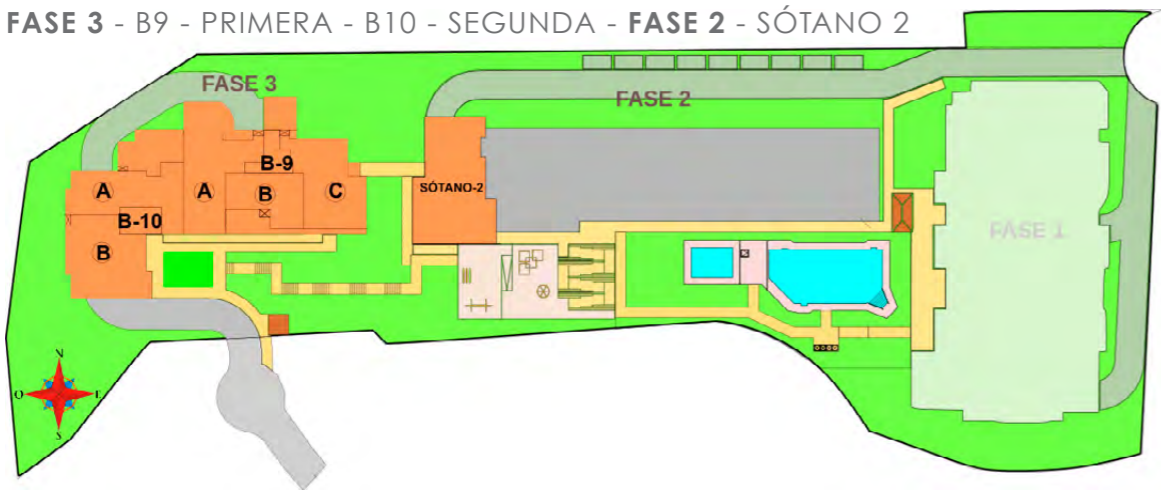 FASE 3 - B9 - PRIMERA - B10 - SEGUNDA - FASE 2 - SÓTANO 2
FASE 3
FASE 2
B-9
A
A
B
C
SÓTANO-2
B-10
B
FASE 1
N
O
E
S